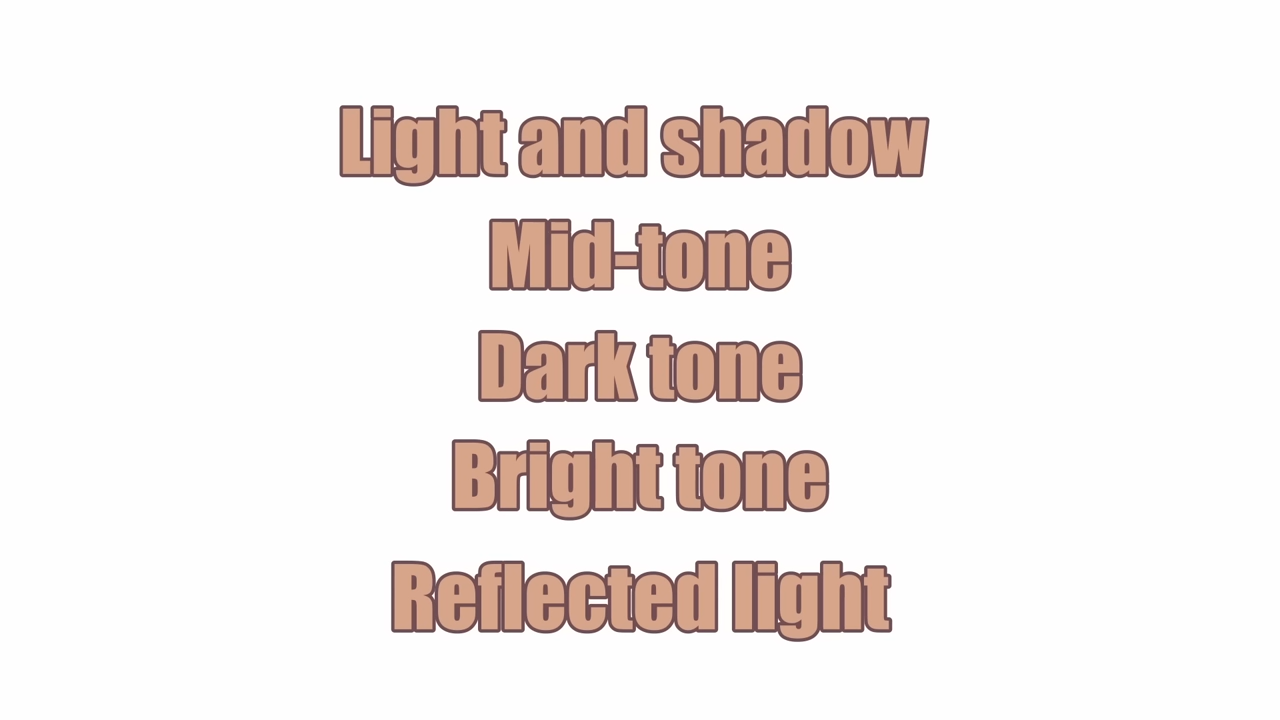 Light and shadow
Mid-tone
Dark tone
Bright tone
Reflected light